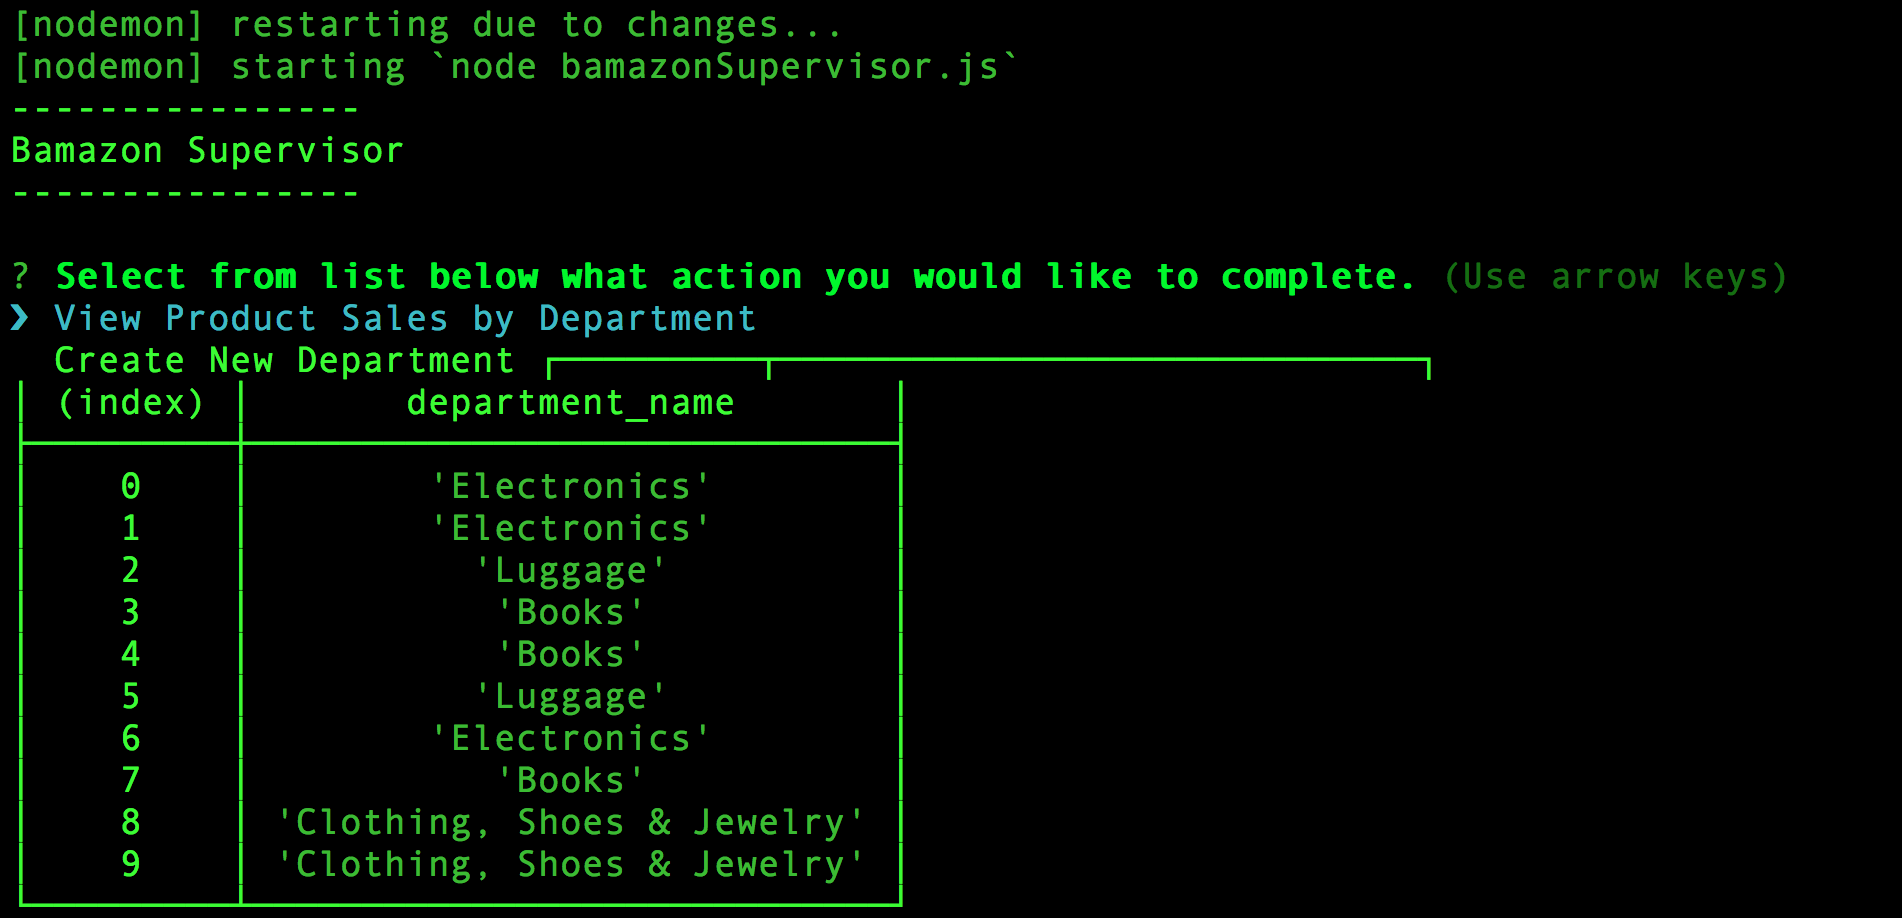 [nodemon] restarting due to changes...
[nodemon] starting `node bamazonSupervisor.js`
----------------
Bamazon Supervisor
----------------
? Select from list below what action you would like to complete. (Use arrow keys)
❯ View Product Sales by Department
Create New Department
(index) department_name
0 'Electronics'
1 'Electronics'
2 'Luggage'
3 'Books'
4 'Books'
5 'Luggage'
6 'Electronics'
7 'Books'
8 'Clothing, Shoes & Jewelry'
9 'Clothing, Shoes & Jewelry'